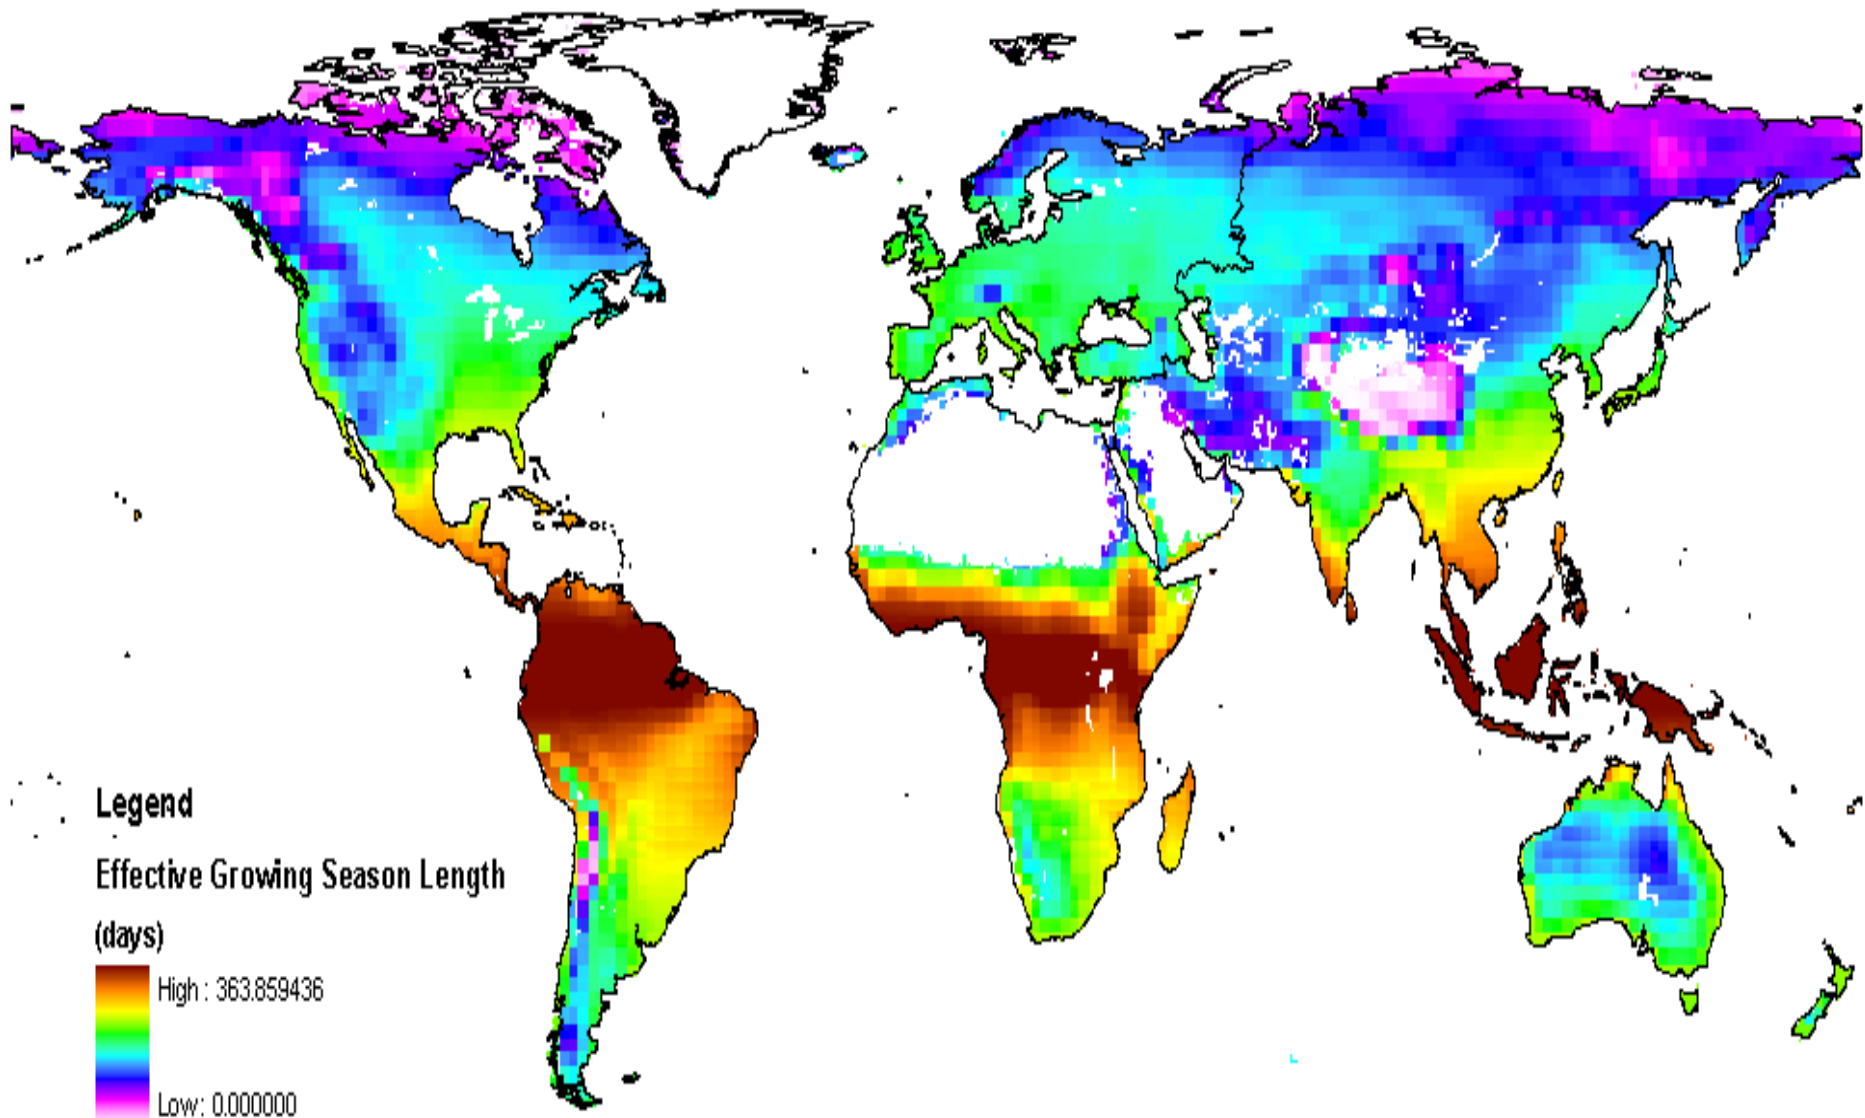 Legend
Effective Growing Season Length
(days)
High : 363.859436
Low : 0.000000